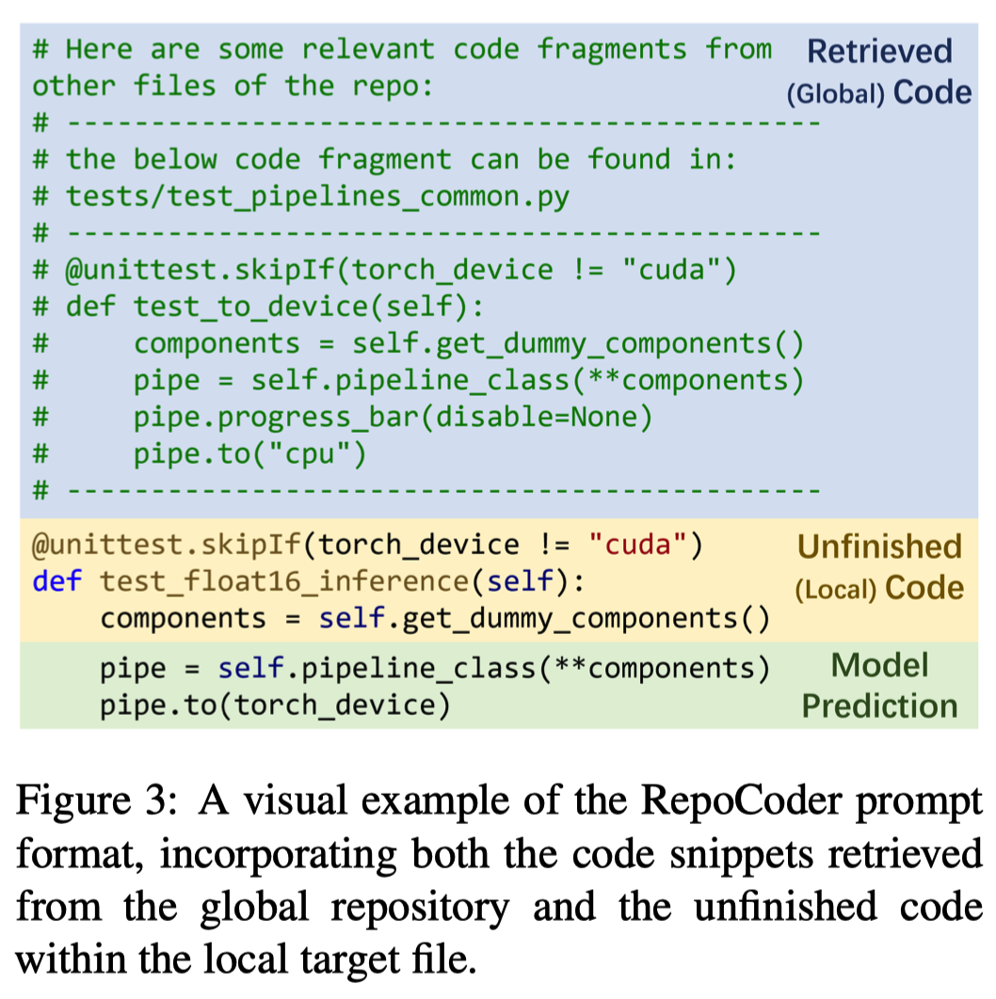 # Here are some relevant code fragments from
other files of the repo:
Retrieved
(Global) Code
# ---------------------------------------------
# the below code fragment can be found in:
# tests/test_pipelines_common.py
# ---------------------------------------------
# @unittest.skipIf(torch_device != "cuda")
# def test_to_device(self):
#     components = self.get_dummy_components()
#     pipe = self.pipeline_class(**components)
#     pipe.progress_bar(disable=None)
#     pipe.to("cpu")
# ---------------------------------------------
@unittest.skipIf(torch_device != "cuda")
def test_float16_inference(self):
    components = self.get_dummy_components()
Unfinished
(Local) Code
    pipe = self.pipeline_class(**components)
    pipe.to(torch_device)
Model
Prediction
Figure 3: A visual example of the RepoCoder prompt
format, incorporating both the code snippets retrieved
from the global repository and the unfinished code
within the local target file.